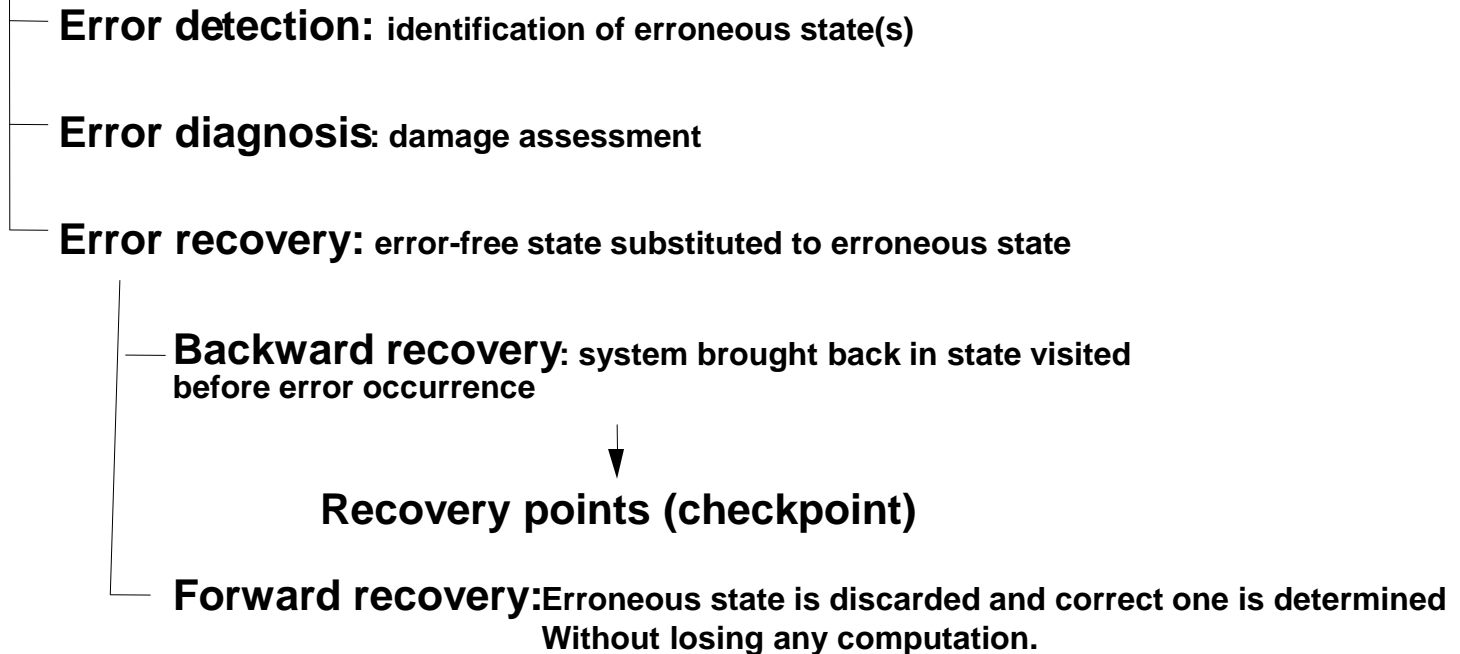 Error detection: identification of erroneous state(s)
Error diagnosis: damage assessment
Error recovery: error-free state substituted to erroneous state
Backward recovery: system brought back in state visited
before error occurrence
Recovery points (checkpoint)
Forward recovery:Erroneous state is discarded and correct one is determined
Without losing any computation.